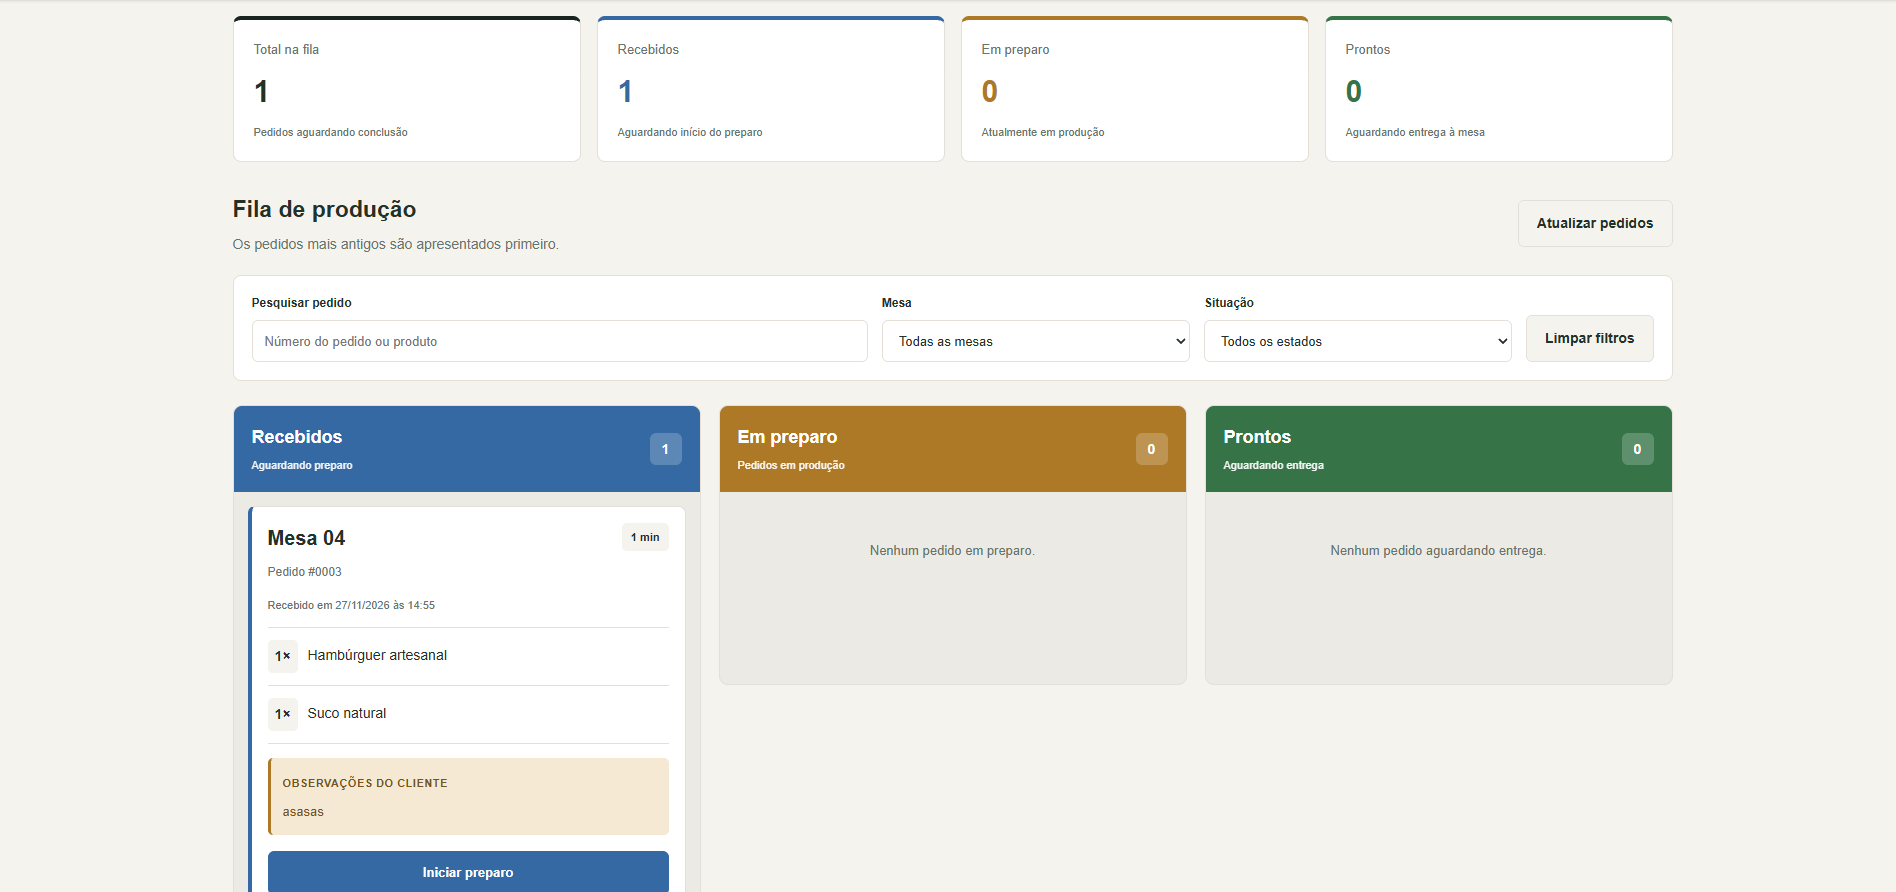 Total na fila
1
Pedidos aguardando conclusão
Recebidos
1
Aguardando início do preparo
Em preparo
0
Atualmente em produção
Prontos
0
Aguardando entrega à mesa
Fila de produção
Os pedidos mais antigos são apresentados primeiro.
Atualizar pedidos
Pesquisar pedido
Número do pedido ou produto
Mesa
Todas as mesas
Situação
Todos os estados
Limpar filtros
Recebidos
Aguardando preparo
1
Mesa 04
1 min
Pedido #0003
Recebido em 27/11/2026 às 14:55
1× Hambúrguer artesanal
1× Suco natural
OBSERVAÇÕES DO CLIENTE
asasas
Iniciar preparo
Em preparo
Pedidos em produção
0
Nenhum pedido em preparo.
Prontos
Aguardando entrega
0
Nenhum pedido aguardando entrega.